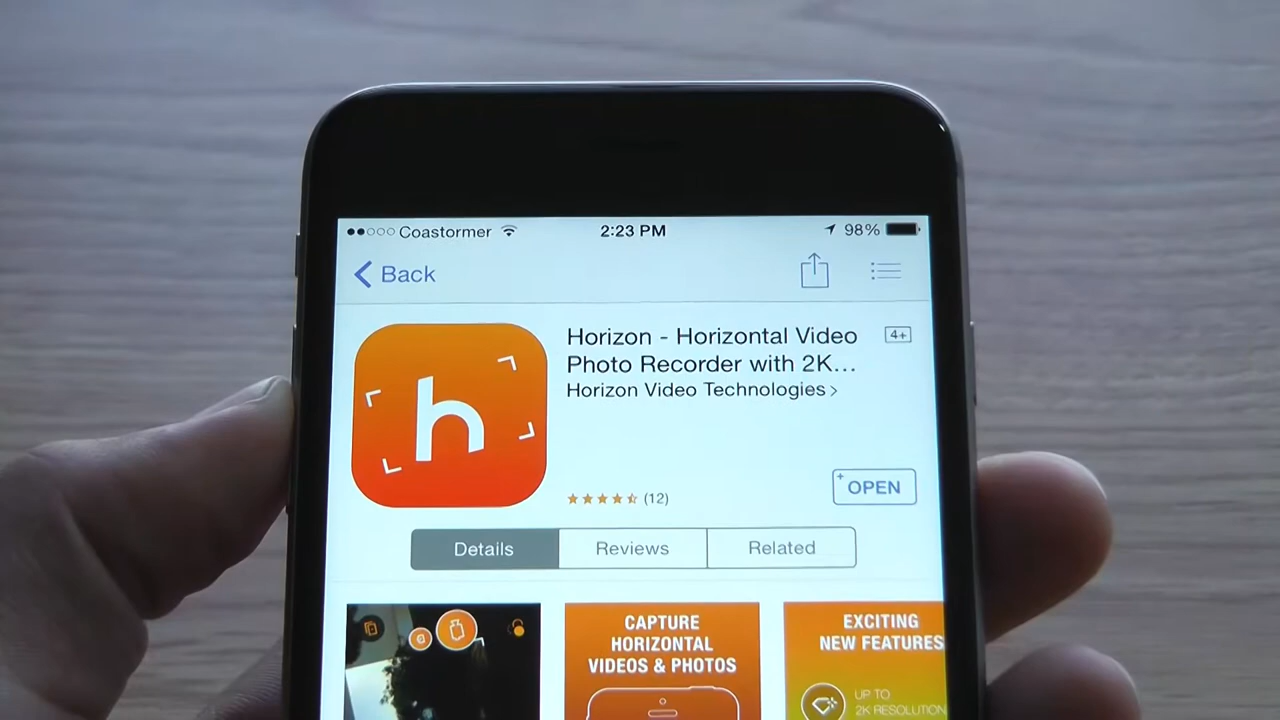 Coastormer 2:23 PM 98%
Back
h
Horizon - Horizontal Video
4+
Photo Recorder with 2K...
Horizon Video Technologies >
(12)
+ OPEN
Details Reviews Related
CAPTURE
HORIZONTAL
VIDEOS & PHOTOS
EXCITING
NEW FEATURES
UP TO
2K RESOLUTION